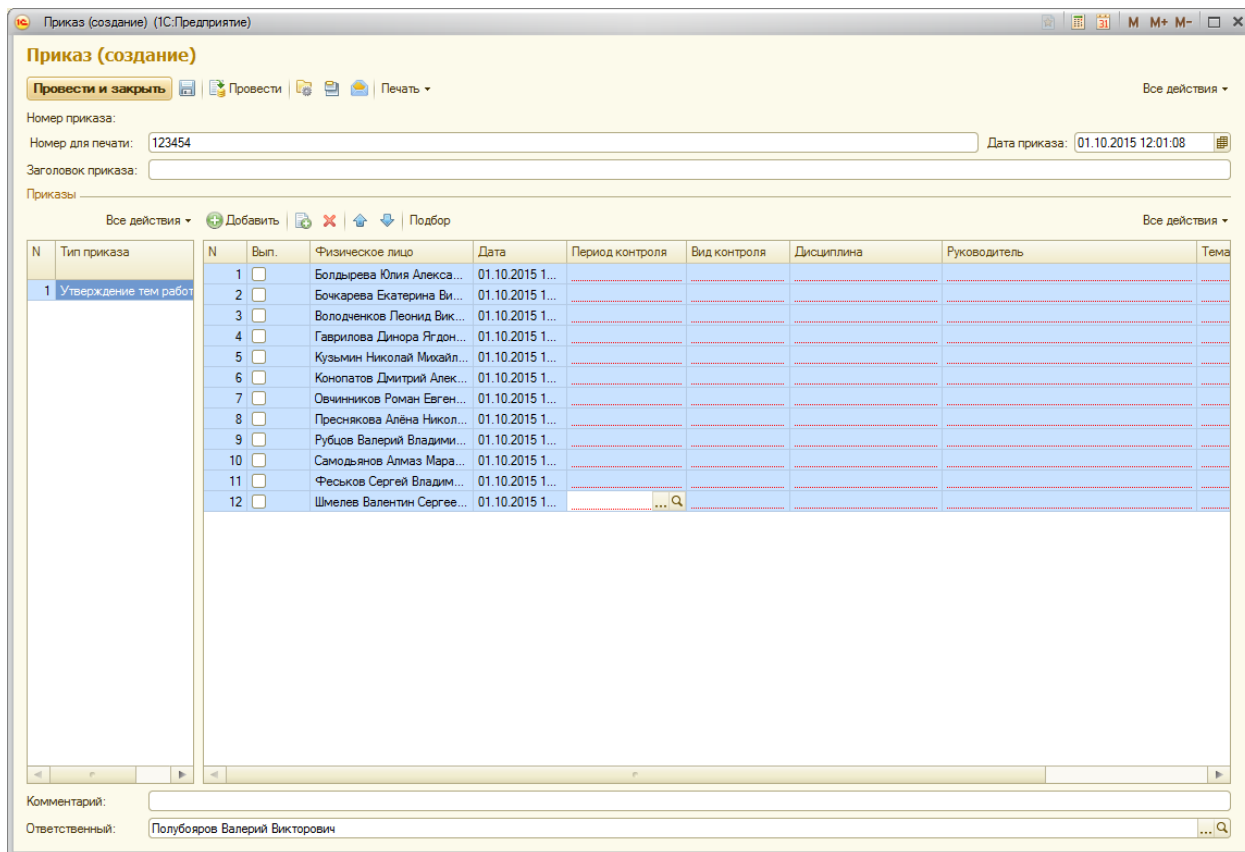 Приказ (создание) (1С:Предприятие) M M+ M-
Приказ (создание)
Провести и закрыть Провести Печать Все действия
Номер приказа:
Номер для печати: 123454 Дата приказа: 01.10.2015 12:01:08
Заголовок приказа:
Приказы
Все действия Добавить Подбор Все действия
N Тип приказа N Вып. Физическое лицо Дата Период контроля Вид контроля Дисциплина Руководитель Тема
1 Утверждение тем работ
1 Болдырева Юлия Алекса... 01.10.2015 1...
2 Бочкарева Екатерина Ви... 01.10.2015 1...
3 Володченков Леонид Вик... 01.10.2015 1...
4 Гаврилова Динора Ягдон... 01.10.2015 1...
5 Кузьмин Николай Михайл... 01.10.2015 1...
6 Конопатов Дмитрий Алек... 01.10.2015 1...
7 Овчинников Роман Евген... 01.10.2015 1...
8 Преснякова Алёна Никол... 01.10.2015 1...
9 Рубцов Валерий Владими... 01.10.2015 1...
10 Самодьянов Алмаз Мара... 01.10.2015 1...
11 Феськов Сергей Владим... 01.10.2015 1...
12 Шмелев Валентин Сергее... 01.10.2015 1... ...
Комментарий:
Ответственный: Полубояров Валерий Викторович ...